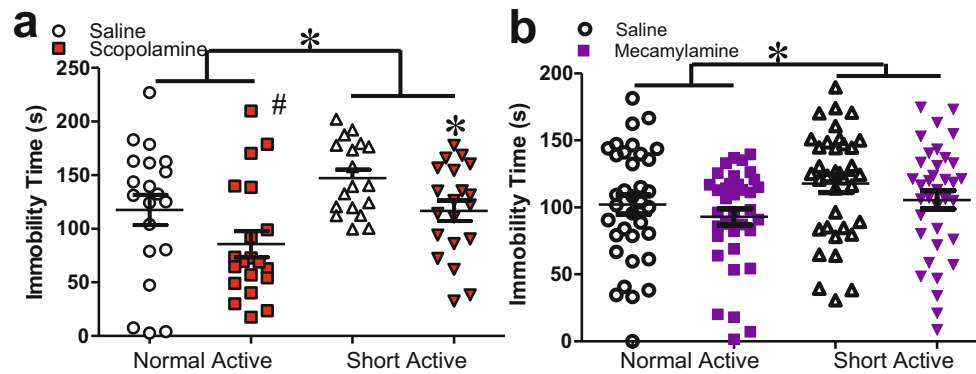 a
Saline
Scopolamine
*
#
*
Immobility Time (s)
250
200
150
100
50
0
Normal Active
Short Active
b
Saline
Mecamylamine
*
Immobility Time (s)
200
150
100
50
0
Normal Active
Short Active